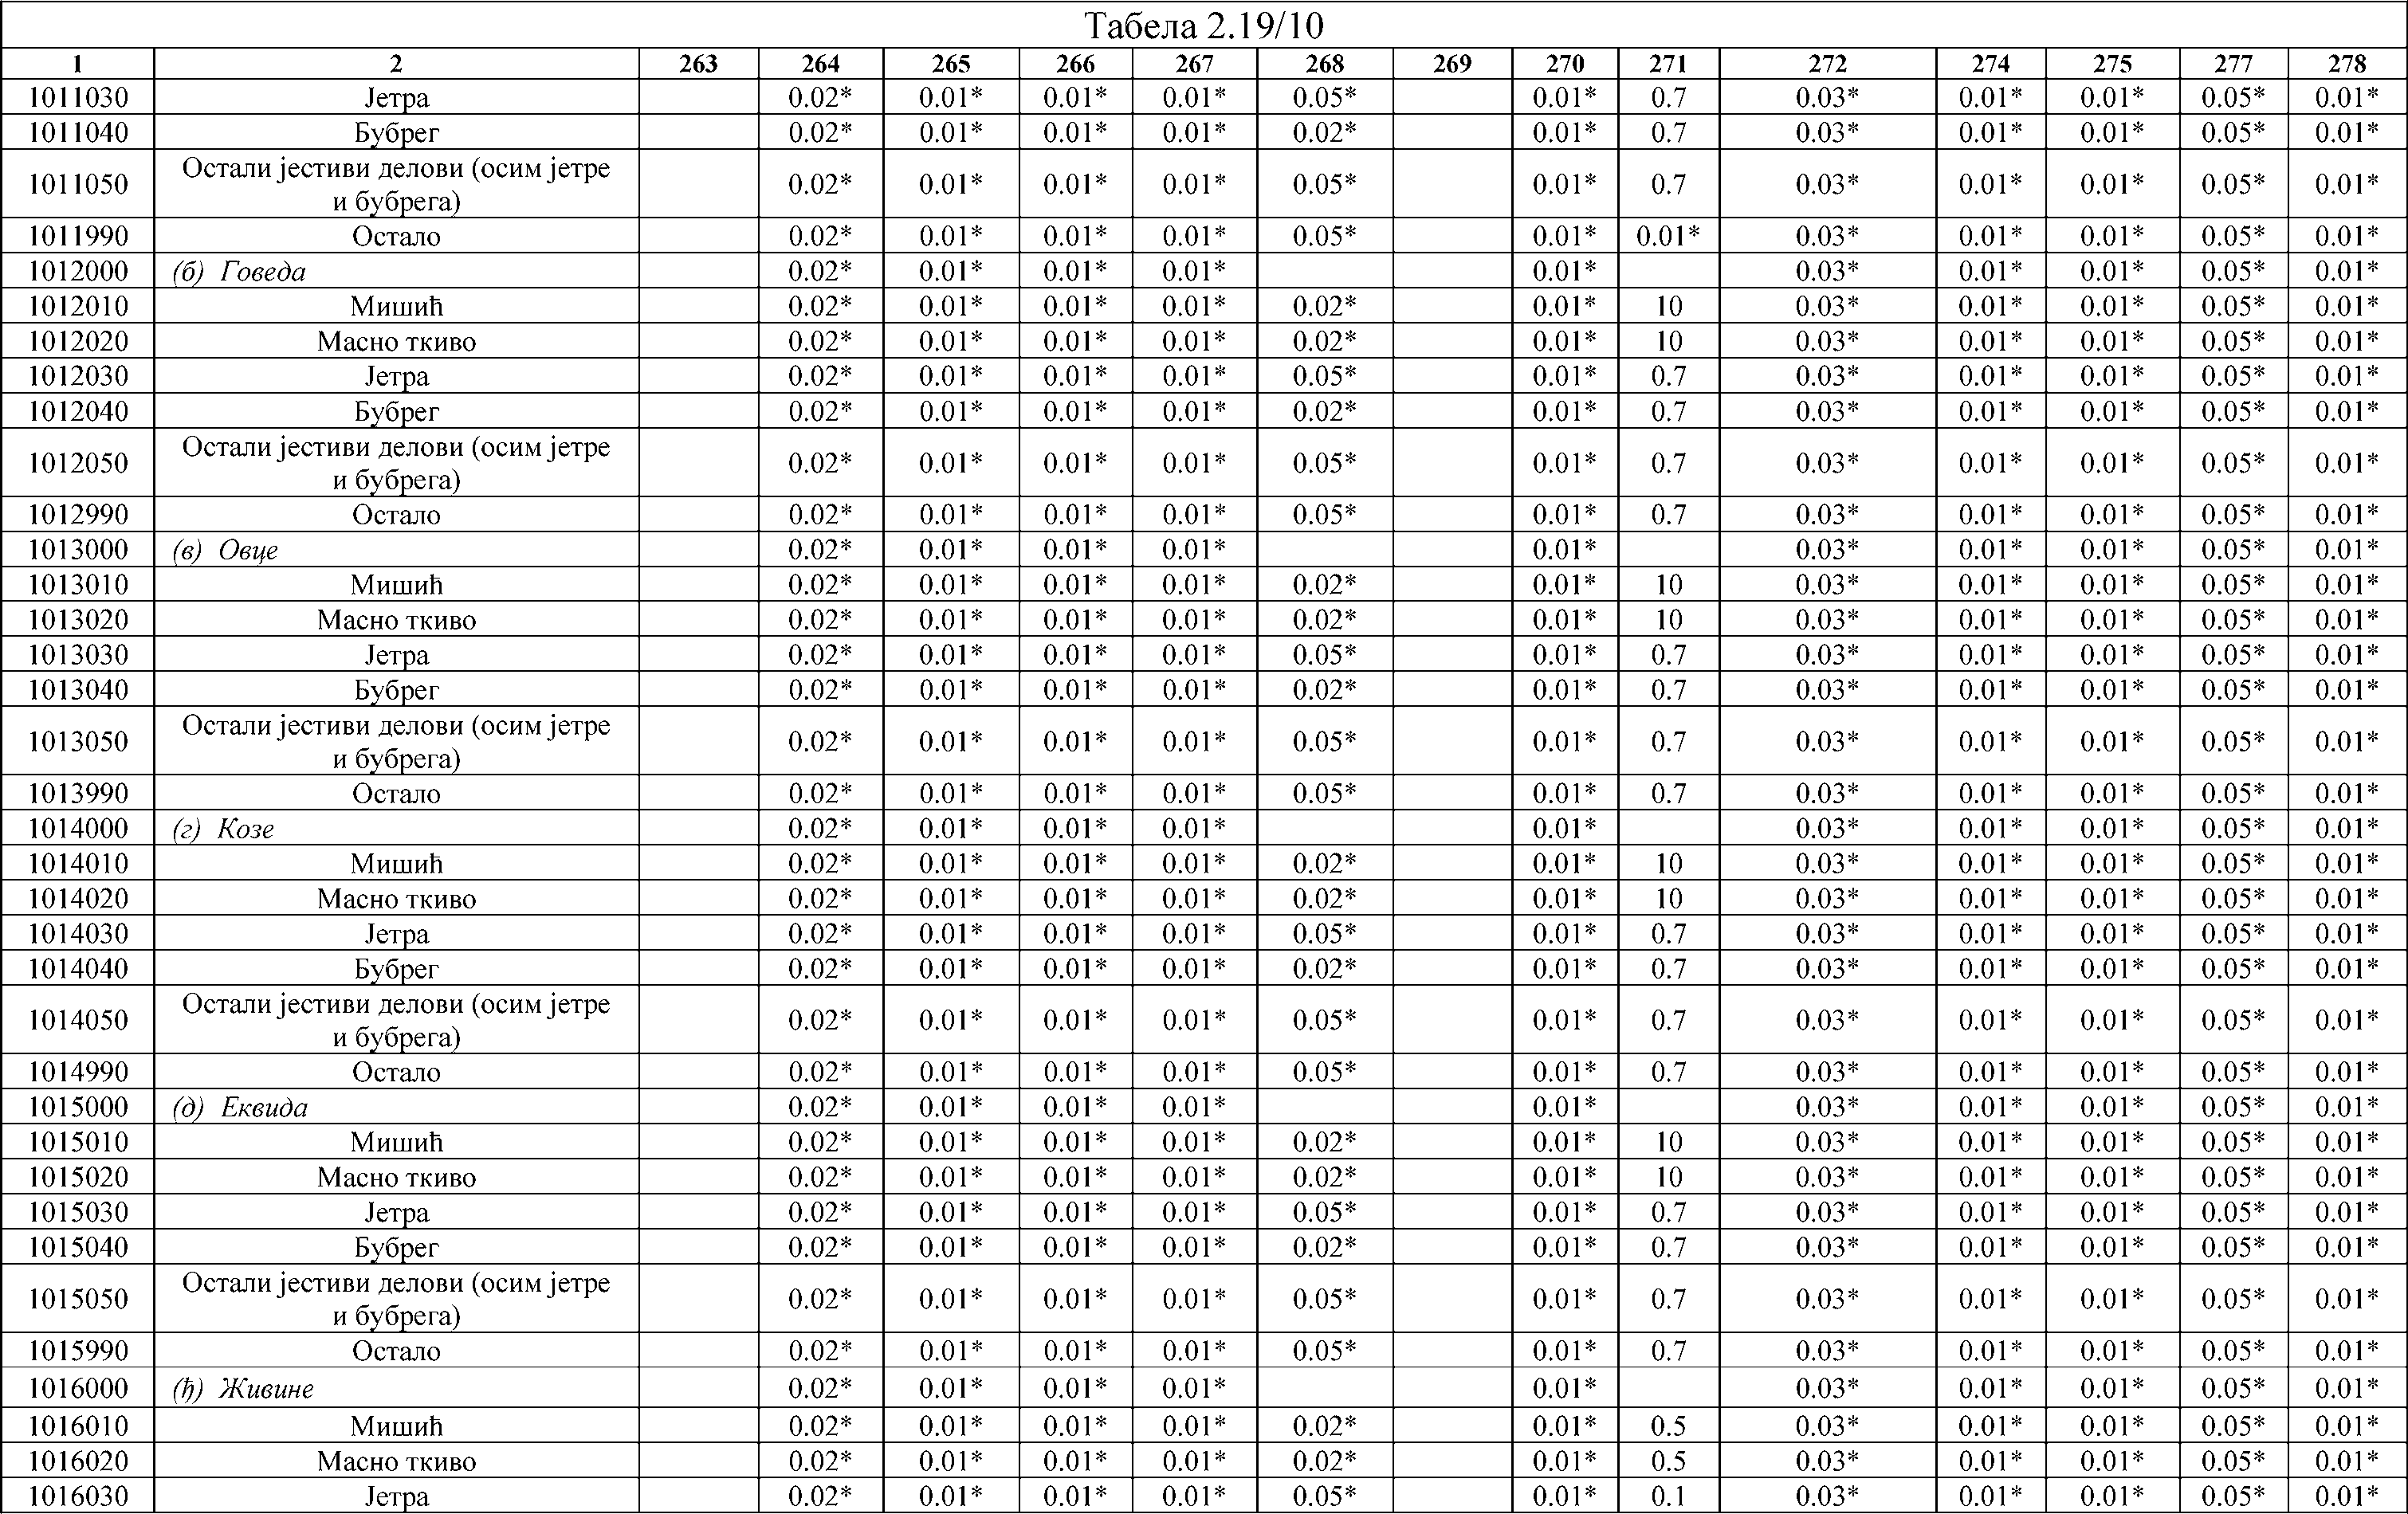 Табела 2.19/10
1 2 263 264 265 266 267 268 269 270 271 272 274 275 277 278
1011030 Јетра 0.02* 0.01* 0.01* 0.01* 0.05* 0.01* 0.7 0.03* 0.01* 0.01* 0.05* 0.01*
1011040 Бубрег 0.02* 0.01* 0.01* 0.01* 0.02* 0.01* 0.7 0.03* 0.01* 0.01* 0.05* 0.01*
Остали јестиви делови (осим јетре
1011050 и бубрега) 0.02* 0.01* 0.01* 0.01* 0.05* 0.01* 0.7 0.03* 0.01* 0.01* 0.05* 0.01*
1011990 Остало 0.02* 0.01* 0.01* 0.01* 0.05* 0.01* 0.01* 0.03* 0.01* 0.01* 0.05* 0.01*
1012000 (б) Говеда 0.02* 0.01* 0.01* 0.01* 0.01* 0.03* 0.01* 0.01* 0.05* 0.01*
1012010 Мишић 0.02* 0.01* 0.01* 0.01* 0.02* 0.01* 10 0.03* 0.01* 0.01* 0.05* 0.01*
1012020 Масно ткиво 0.02* 0.01* 0.01* 0.01* 0.02* 0.01* 10 0.03* 0.01* 0.01* 0.05* 0.01*
1012030 Јетра 0.02* 0.01* 0.01* 0.01* 0.05* 0.01* 0.7 0.03* 0.01* 0.01* 0.05* 0.01*
1012040 Бубрег 0.02* 0.01* 0.01* 0.01* 0.02* 0.01* 0.7 0.03* 0.01* 0.01* 0.05* 0.01*
Остали јестиви делови (осим јетре
1012050 и бубрега) 0.02* 0.01* 0.01* 0.01* 0.05* 0.01* 0.7 0.03* 0.01* 0.01* 0.05* 0.01*
1012990 Остало 0.02* 0.01* 0.01* 0.01* 0.05* 0.01* 0.7 0.03* 0.01* 0.01* 0.05* 0.01*
1013000 (в) Овце 0.02* 0.01* 0.01* 0.01* 0.01* 0.03* 0.01* 0.01* 0.05* 0.01*
1013010 Мишић 0.02* 0.01* 0.01* 0.01* 0.02* 0.01* 10 0.03* 0.01* 0.01* 0.05* 0.01*
1013020 Масно ткиво 0.02* 0.01* 0.01* 0.01* 0.02* 0.01* 10 0.03* 0.01* 0.01* 0.05* 0.01*
1013030 Јетра 0.02* 0.01* 0.01* 0.01* 0.05* 0.01* 0.7 0.03* 0.01* 0.01* 0.05* 0.01*
1013040 Бубрег 0.02* 0.01* 0.01* 0.01* 0.02* 0.01* 0.7 0.03* 0.01* 0.01* 0.05* 0.01*
Остали јестиви делови (осим јетре
1013050 и бубрега) 0.02* 0.01* 0.01* 0.01* 0.05* 0.01* 0.7 0.03* 0.01* 0.01* 0.05* 0.01*
1013990 Остало 0.02* 0.01* 0.01* 0.01* 0.05* 0.01* 0.7 0.03* 0.01* 0.01* 0.05* 0.01*
1014000 (г) Козе 0.02* 0.01* 0.01* 0.01* 0.01* 0.03* 0.01* 0.01* 0.05* 0.01*
1014010 Мишић 0.02* 0.01* 0.01* 0.01* 0.02* 0.01* 10 0.03* 0.01* 0.01* 0.05* 0.01*
1014020 Масно ткиво 0.02* 0.01* 0.01* 0.01* 0.02* 0.01* 10 0.03* 0.01* 0.01* 0.05* 0.01*
1014030 Јетра 0.02* 0.01* 0.01* 0.01* 0.05* 0.01* 0.7 0.03* 0.01* 0.01* 0.05* 0.01*
1014040 Бубрег 0.02* 0.01* 0.01* 0.01* 0.02* 0.01* 0.7 0.03* 0.01* 0.01* 0.05* 0.01*
Остали јестиви делови (осим јетре
1014050 и бубрега) 0.02* 0.01* 0.01* 0.01* 0.05* 0.01* 0.7 0.03* 0.01* 0.01* 0.05* 0.01*
1014990 Остало 0.02* 0.01* 0.01* 0.01* 0.05* 0.01* 0.7 0.03* 0.01* 0.01* 0.05* 0.01*
1015000 (д) Еквида 0.02* 0.01* 0.01* 0.01* 0.01* 0.03* 0.01* 0.01* 0.05* 0.01*
1015010 Мишић 0.02* 0.01* 0.01* 0.01* 0.02* 0.01* 10 0.03* 0.01* 0.01* 0.05* 0.01*
1015020 Масно ткиво 0.02* 0.01* 0.01* 0.01* 0.02* 0.01* 10 0.03* 0.01* 0.01* 0.05* 0.01*
1015030 Јетра 0.02* 0.01* 0.01* 0.01* 0.05* 0.01* 0.7 0.03* 0.01* 0.01* 0.05* 0.01*
1015040 Бубрег 0.02* 0.01* 0.01* 0.01* 0.02* 0.01* 0.7 0.03* 0.01* 0.01* 0.05* 0.01*
Остали јестиви делови (осим јетре
1015050 и бубрега) 0.02* 0.01* 0.01* 0.01* 0.05* 0.01* 0.7 0.03* 0.01* 0.01* 0.05* 0.01*
1015990 Остало 0.02* 0.01* 0.01* 0.01* 0.05* 0.01* 0.7 0.03* 0.01* 0.01* 0.05* 0.01*
1016000 (ђ) Живине 0.02* 0.01* 0.01* 0.01* 0.01* 0.03* 0.01* 0.01* 0.05* 0.01*
1016010 Мишић 0.02* 0.01* 0.01* 0.01* 0.02* 0.01* 0.5 0.03* 0.01* 0.01* 0.05* 0.01*
1016020 Масно ткиво 0.02* 0.01* 0.01* 0.01* 0.02* 0.01* 0.5 0.03* 0.01* 0.01* 0.05* 0.01*
1016030 Јетра 0.02* 0.01* 0.01* 0.01* 0.05* 0.01* 0.1 0.03* 0.01* 0.01* 0.05* 0.01*